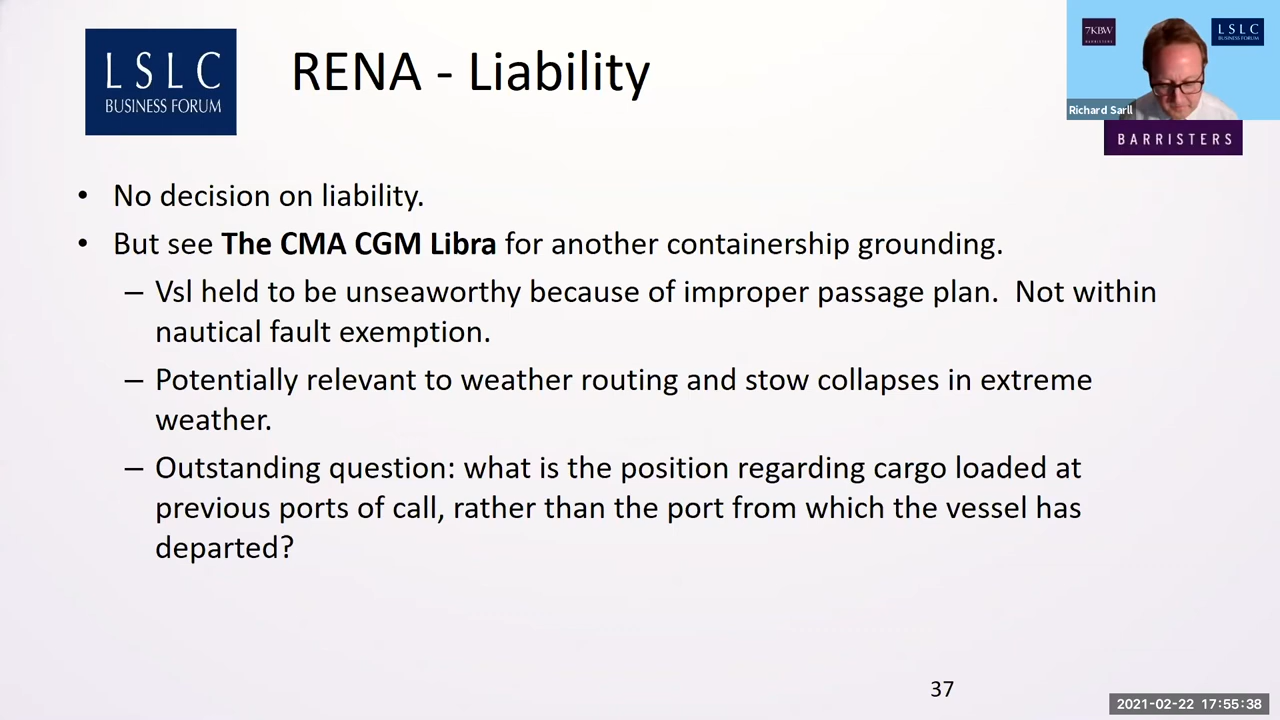 LSLC
BUSINESS FORUM
RENA - Liability
7KBW
BARRISTERS
LSLC
BUSINESS FORUM
Richard Sarll
BARRISTERS
• No decision on liability.
• But see The CMA CGM Libra for another containership grounding.
– Vsl held to be unseaworthy because of improper passage plan. Not within
nautical fault exemption.
– Potentially relevant to weather routing and stow collapses in extreme
weather.
– Outstanding question: what is the position regarding cargo loaded at
previous ports of call, rather than the port from which the vessel has
departed?
37
2021-02-22 17:55:38